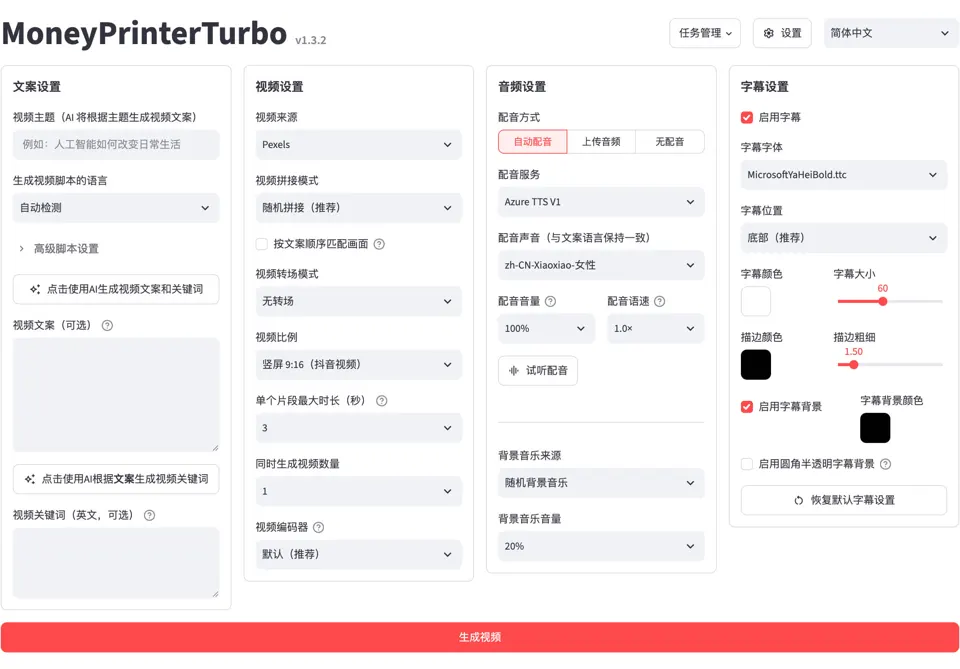 MoneyPrinterTurbo v1.3.2
任务管理
设置
简体中文
文案设置
视频主题（AI 将根据主题生成视频文案）
例如：人工智能如何改变日常生活
生成视频脚本的语言
自动检测
高级脚本设置
点击使用AI生成视频文案和关键词
视频文案（可选）
点击使用AI根据文案生成视频关键词
视频关键词（英文，可选）
视频设置
视频来源
Pexels
视频拼接模式
随机拼接（推荐）
按文案顺序匹配画面
视频转场模式
无转场
视频比例
竖屏 9:16（抖音视频）
单个片段最大时长（秒）
3
同时生成视频数量
1
视频编码器
默认（推荐）
音频设置
配音方式
自动配音
上传音频
无配音
配音服务
Azure TTS V1
配音声音（与文案语言保持一致）
zh-CN-Xiaoxiao-女性
配音音量
配音语速
100%
1.0×
试听配音
背景音乐来源
随机背景音乐
背景音乐音量
20%
字幕设置
启用字幕
字幕字体
MicrosoftYaHeiBold.ttc
字幕位置
底部（推荐）
字幕颜色
字幕大小
60
描边颜色
描边粗细
1.50
启用字幕背景
字幕背景颜色
启用圆角半透明字幕背景
恢复默认字幕设置
生成视频